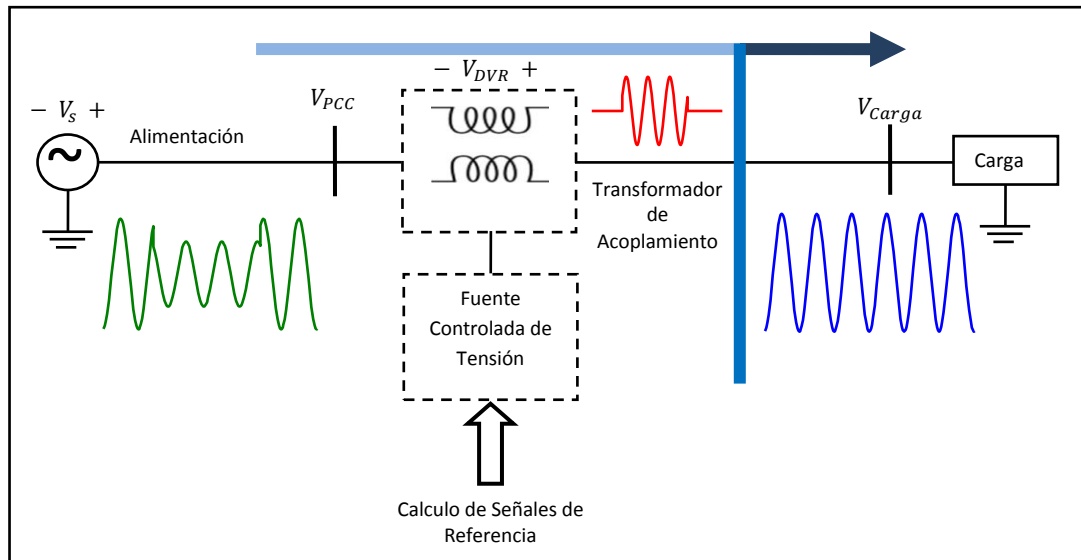 − V_DVR +
− V_s +
V_PCC
V_Carga
Alimentación
Carga
Transformador
de
Acoplamiento
Fuente
Controlada de
Tensión
Calculo de Señales de
Referencia